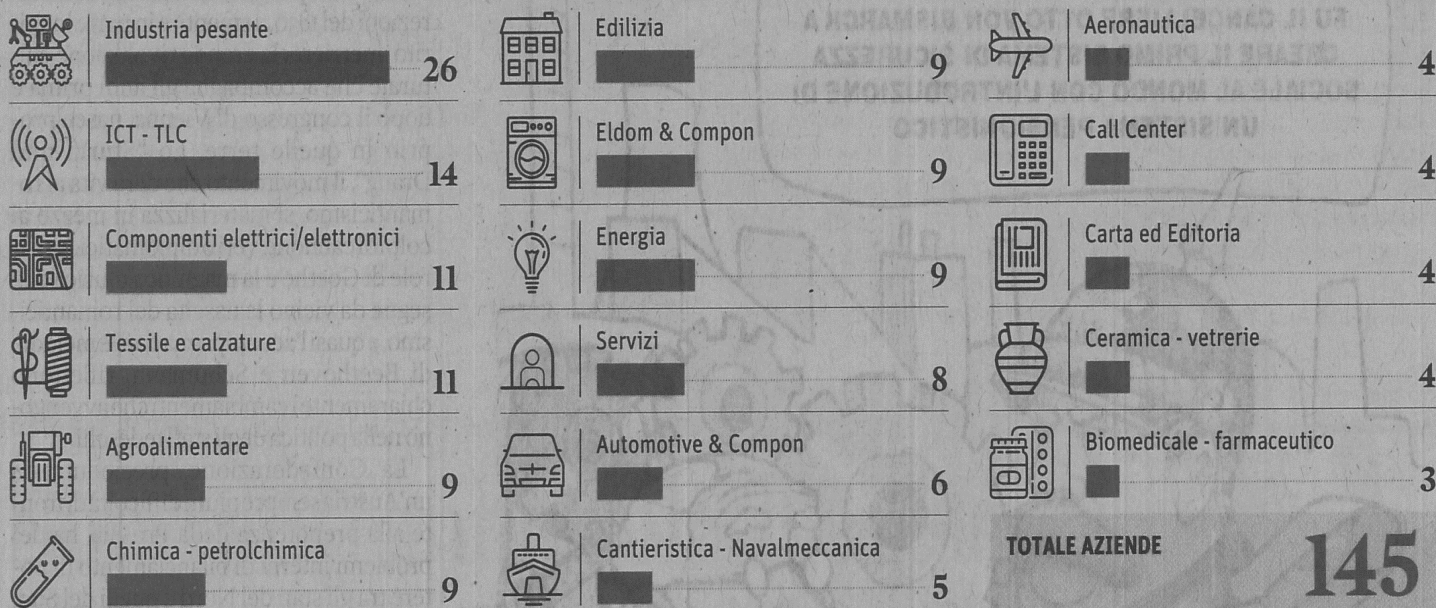 Industria pesante
26
ICT - TLC
14
Componenti elettrici/elettronici
11
Tessile e calzature
11
Agroalimentare
9
Chimica - petrolchimica
9
Edilizia
9
Eldom & Compon
9
Energia
9
Servizi
8
Automotive & Compon
6
Cantieristica - Navalmeccanica
5
Aeronautica
4
Call Center
4
Carta ed Editoria
4
Ceramica - vetrerie
4
Biomedicale - farmaceutico
3
TOTALE AZIENDE
145